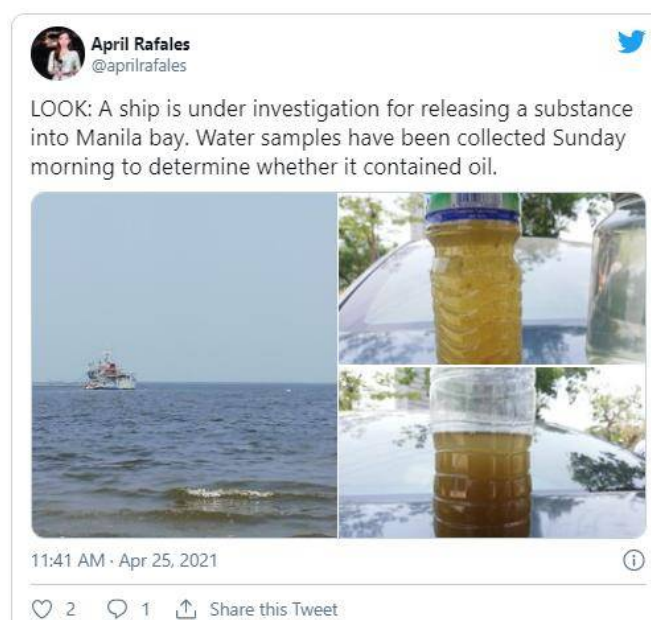 April Rafales
@aprilrafales
LOOK: A ship is under investigation for releasing a substance
into Manila bay. Water samples have been collected Sunday
morning to determine whether it contained oil.
11:41 AM · Apr 25, 2021
2
1
Share this Tweet